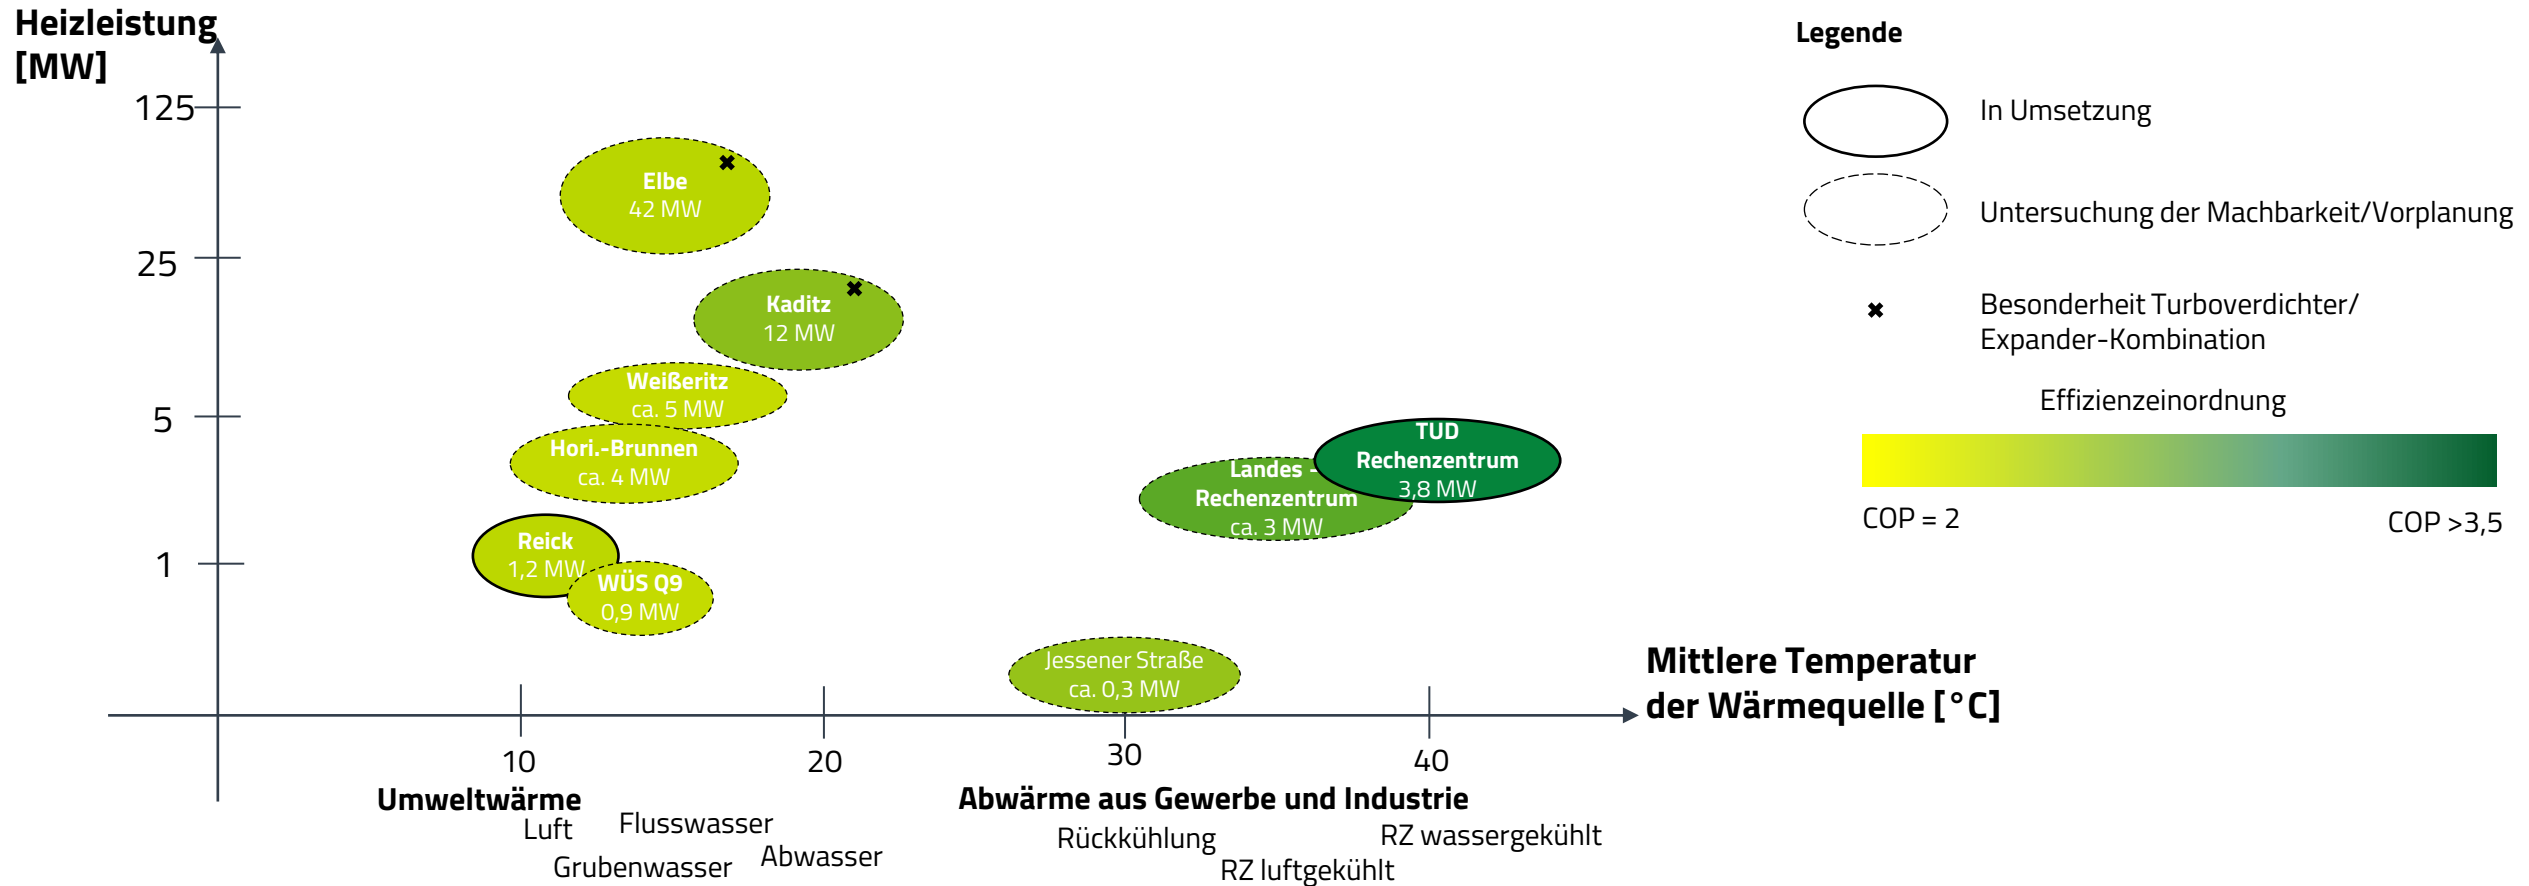 Heizleistung
[MW]
125
25
5
1
Elbe
42 MW
Kaditz
12 MW
Weißeritz
ca. 5 MW
Hori.-Brunnen
ca. 4 MW
Reick
1,2 MW
WÜS Q9
0,9 MW
Landes -
Rechenzentrum
ca. 3 MW
TUD
Rechenzentrum
3,8 MW
Jessener Straße
ca. 0,3 MW
Mittlere Temperatur
der Wärmequelle [°C]
10
20
30
40
Umweltwärme
Luft
Flusswasser
Grubenwasser
Abwasser
Abwärme aus Gewerbe und Industrie
Rückkühlung
RZ wassergekühlt
RZ luftgekühlt
Legende
In Umsetzung
Untersuchung der Machbarkeit/Vorplanung
Besonderheit Turboverdichter/
Expander-Kombination
Effizienzeinordnung
COP = 2
COP >3,5